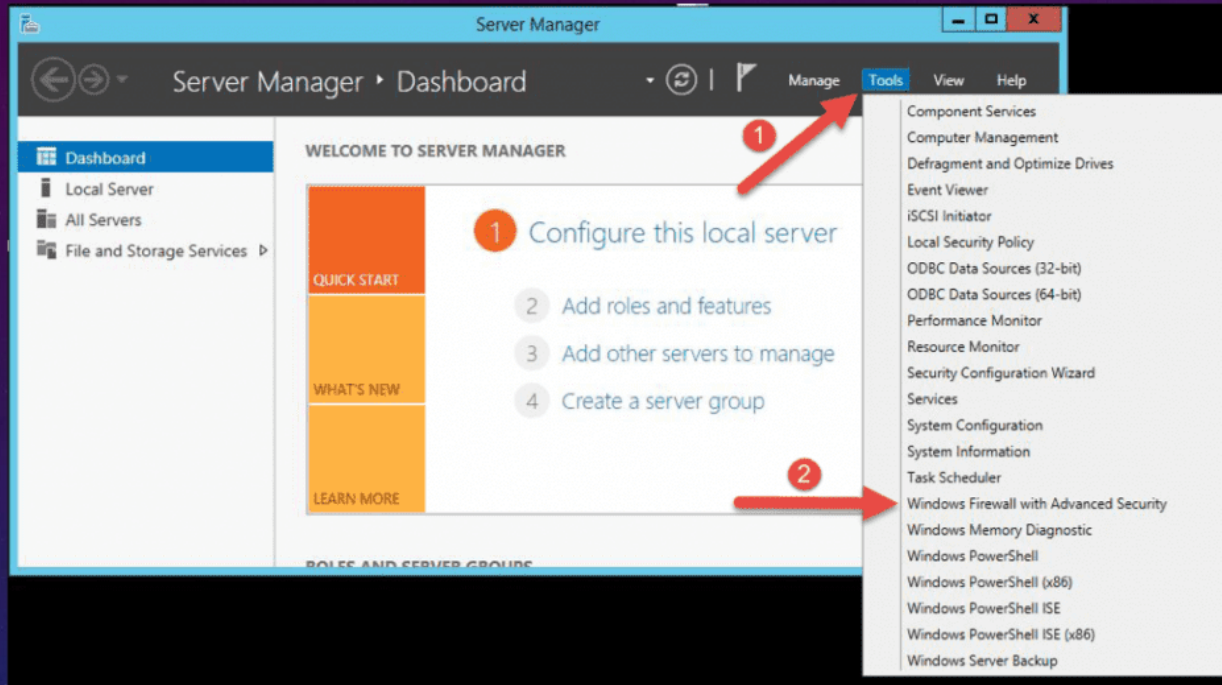 Server Manager
X
Server Manager ‣ Dashboard
Manage
Tools
View
Help
Dashboard
Local Server
All Servers
File and Storage Services
WELCOME TO SERVER MANAGER
QUICK START
WHAT'S NEW
LEARN MORE
1 Configure this local server
2 Add roles and features
3 Add other servers to manage
4 Create a server group
ROLES AND SERVER GROUPS
1
2
Component Services
Computer Management
Defragment and Optimize Drives
Event Viewer
iSCSI Initiator
Local Security Policy
ODBC Data Sources (32-bit)
ODBC Data Sources (64-bit)
Performance Monitor
Resource Monitor
Security Configuration Wizard
Services
System Configuration
System Information
Task Scheduler
Windows Firewall with Advanced Security
Windows Memory Diagnostic
Windows PowerShell
Windows PowerShell (x86)
Windows PowerShell ISE
Windows PowerShell ISE (x86)
Windows Server Backup